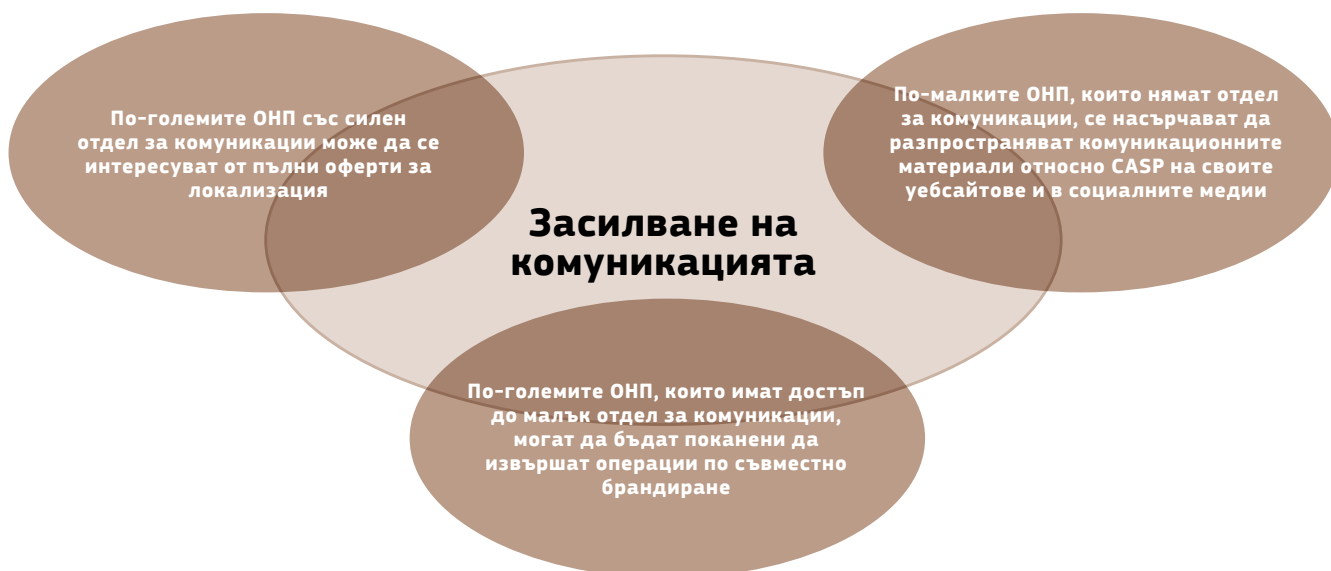 По-големите ОНП със силен
отдел за комуникации може да се
интересуват от пълни оферти за
локализация
По-малките ОНП, които нямат отдел
за комуникации, се насърчават да
разпространяват комуникационните
материали относно CASP на своите
уебсайтове и в социалните медии
Засилване на
комуникацията
По-големите ОНП, които имат достъп
до малък отдел за комуникации,
могат да бъдат поканени да
извършат операции по съвместно
брандиране